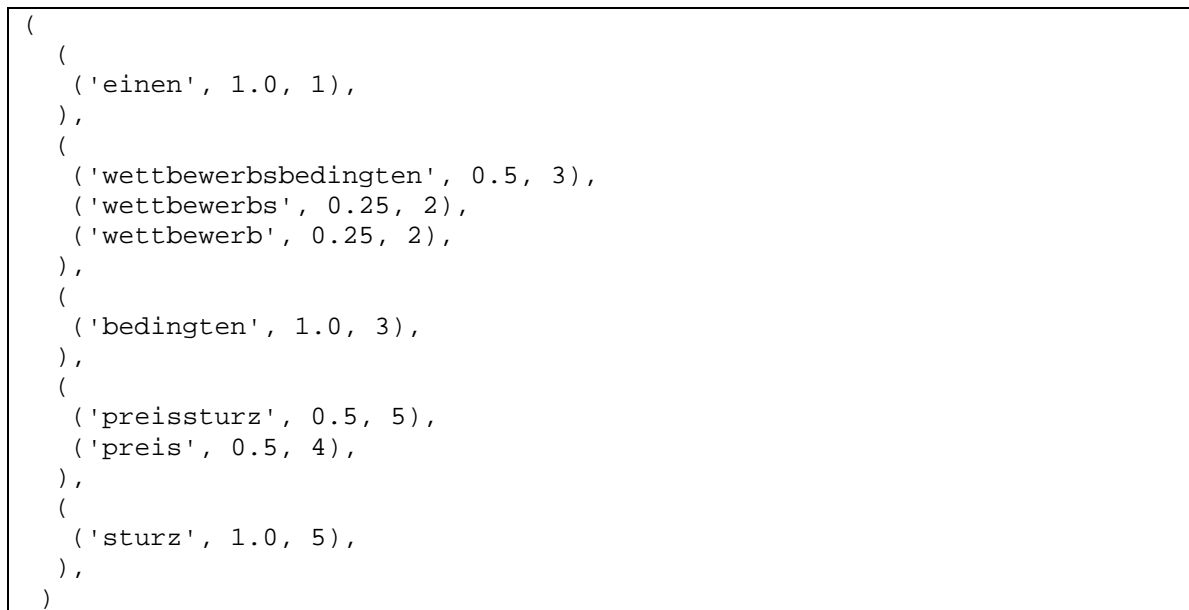 (
(
('einen', 1.0, 1),
),
(
('wettbewerbsbedingten', 0.5, 3),
('wettbewerbs', 0.25, 2),
('wettbewerb', 0.25, 2),
),
(
('bedingten', 1.0, 3),
),
(
('preissturz', 0.5, 5),
('preis', 0.5, 4),
),
(
('sturz', 1.0, 5),
),
)